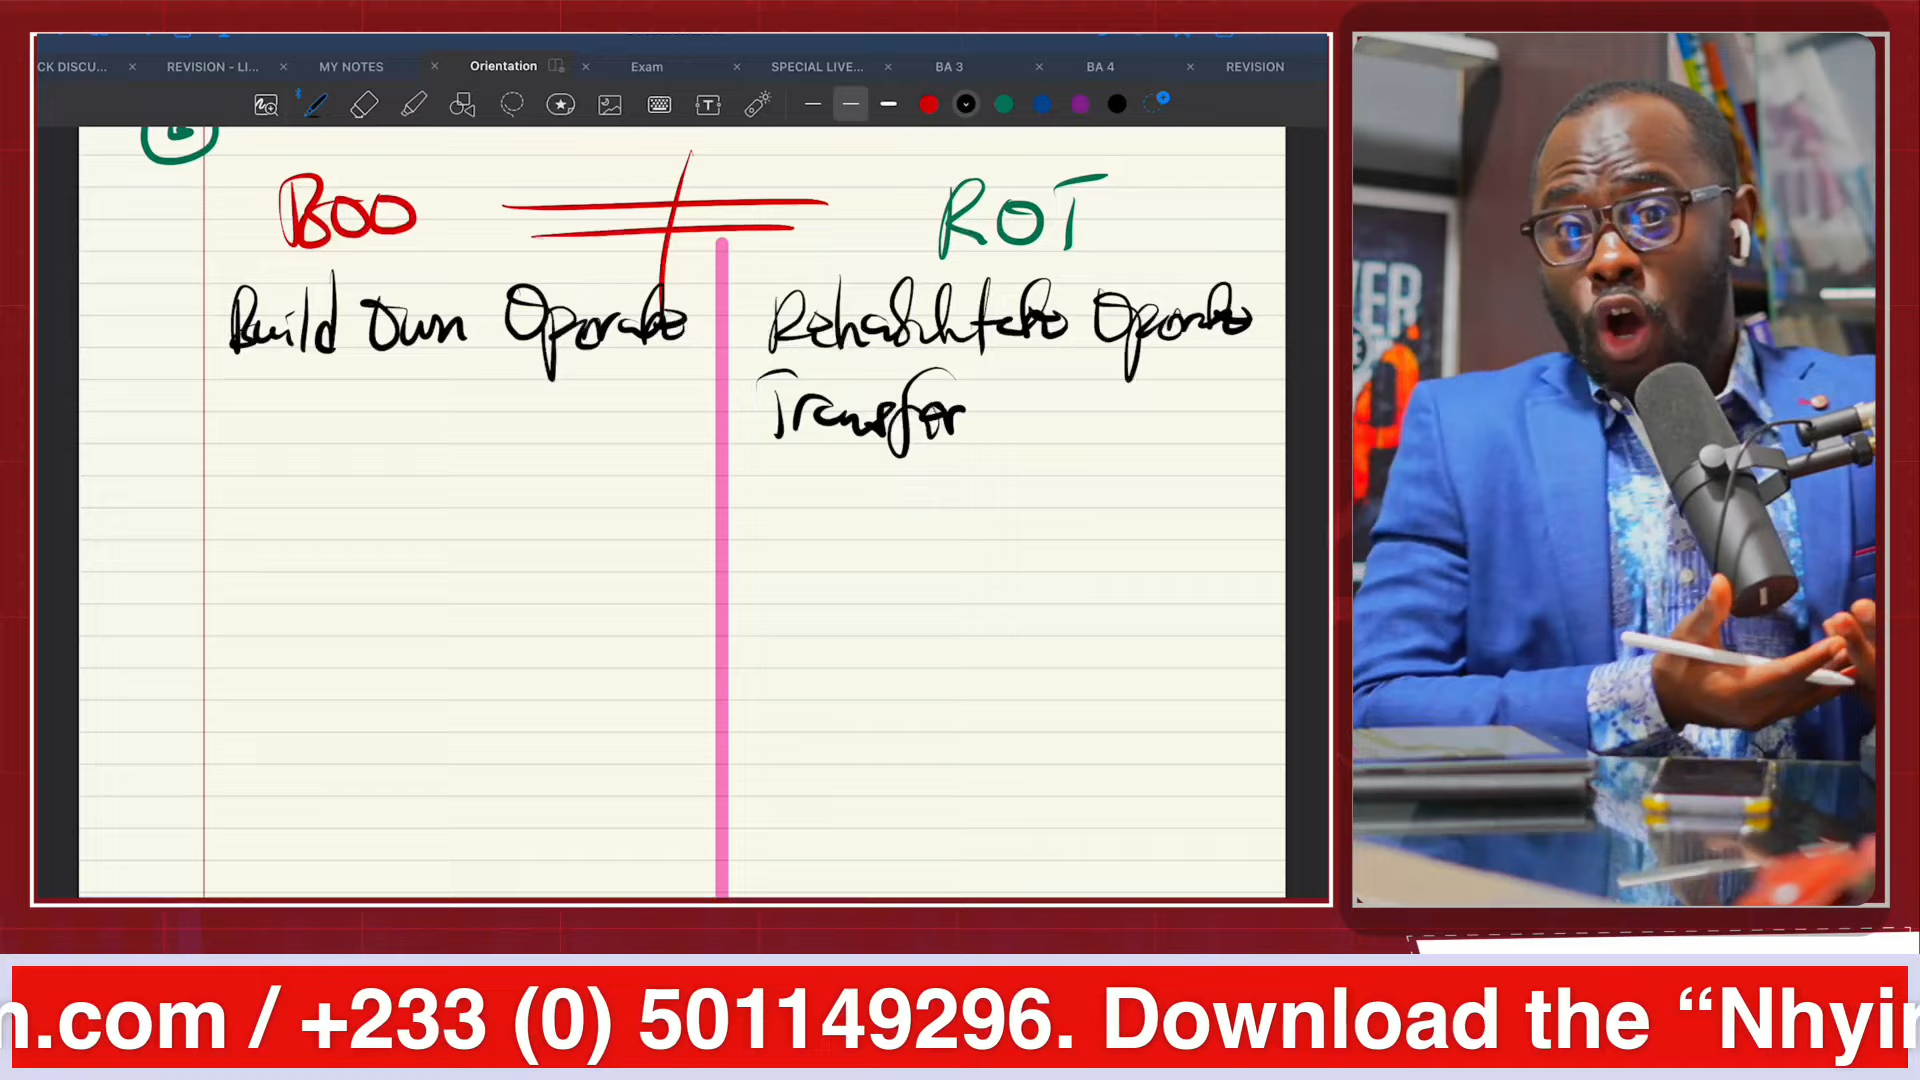 CK DISCU... × REVISION - LI... × MY NOTES × Orientation × Exam × SPECIAL LIVE... × BA 3 × BA 4 × REVISION
BOO ≠ ROT
Build Own Operate
Rehabilitate Operate
Transfer
n.com / +233 (0) 501149296. Download the “Nhyir